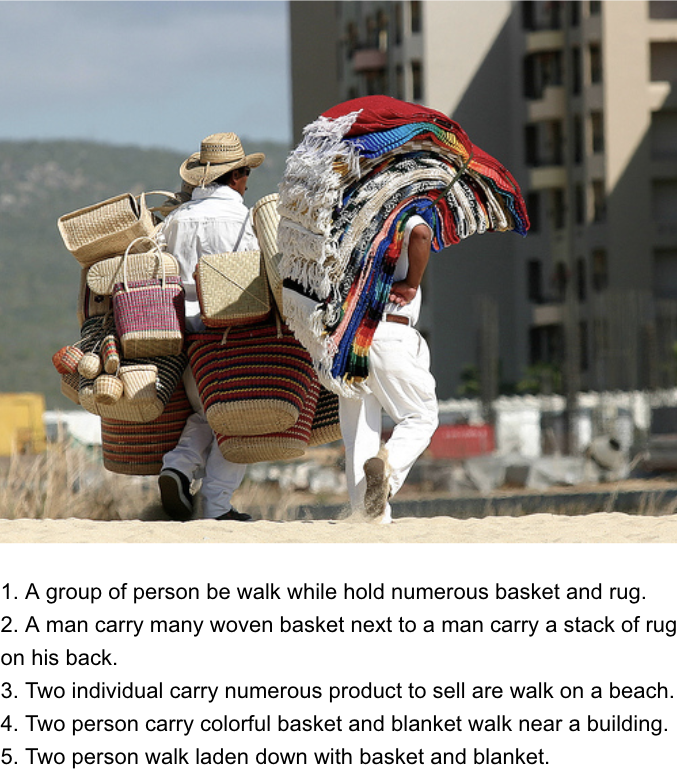 1. A group of person be walk while hold numerous basket and rug.
2. A man carry many woven basket next to a man carry a stack of rug
on his back.
3. Two individual carry numerous product to sell are walk on a beach.
4. Two person carry colorful basket and blanket walk near a building.
5. Two person walk laden down with basket and blanket.